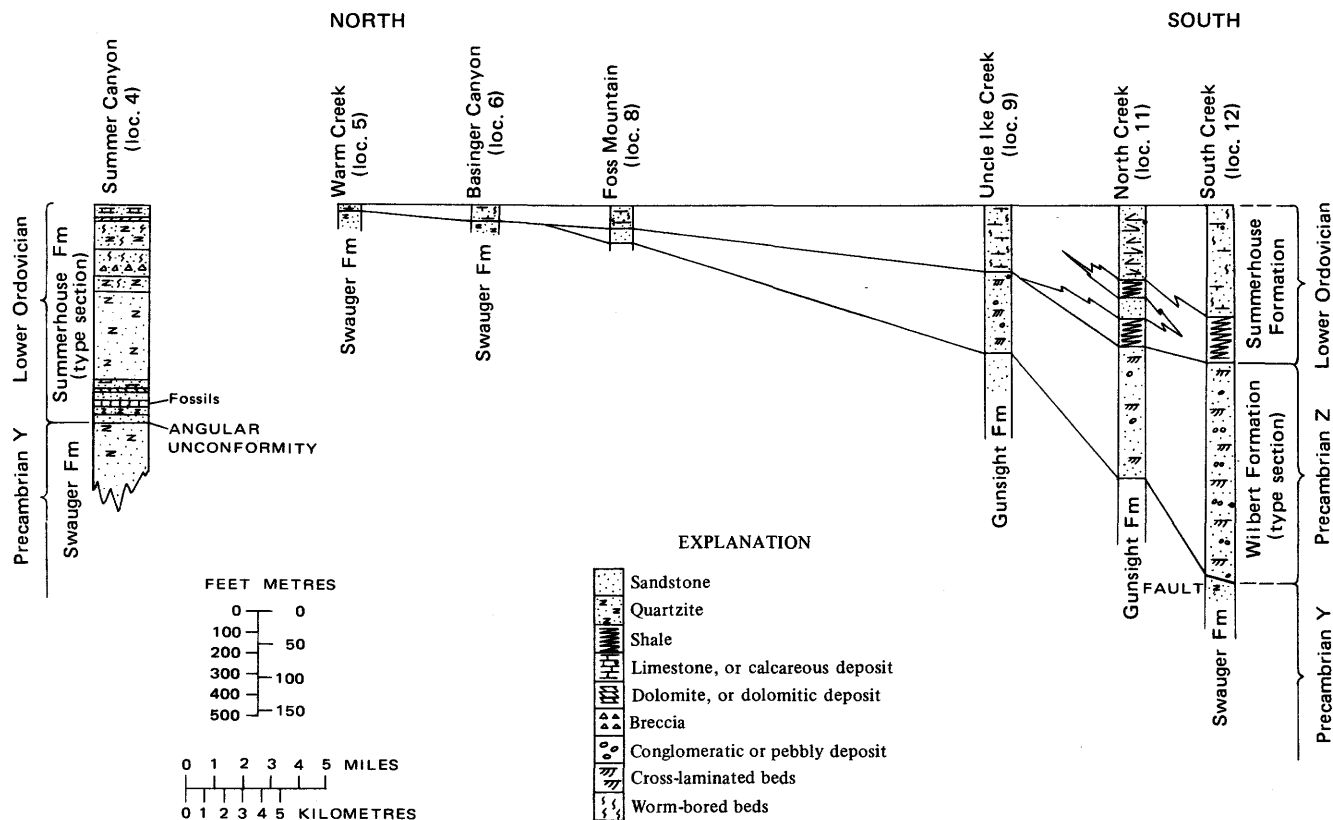 NORTH
SOUTH
Summer Canyon
(loc. 4)
Warm Creek
(loc. 5)
Basinger Canyon
(loc. 6)
Foss Mountain
(loc. 8)
Uncle Ike Creek
(loc. 9)
North Creek
(loc. 11)
South Creek
(loc. 12)
Lower Ordovician
Summerhouse Fm
(type section)
Fossils
ANGULAR
UNCONFORMITY
Precambrian Y
Swauger Fm
Swauger Fm
Swauger Fm
Gunsight Fm
Gunsight Fm
FAULT
Swauger Fm
Summerhouse
Formation
Lower Ordovician
Wilbert Formation
(type section)
Precambrian Z
Precambrian Y
FEET METRES
0 0
100
50
200
300
100
400
500
150
0 1 2 3 4 5 MILES
0 1 2 3 4 5 KILOMETRES
EXPLANATION
Sandstone
Quartzite
Shale
Limestone, or calcareous deposit
Dolomite, or dolomitic deposit
Breccia
Conglomeratic or pebbly deposit
Cross-laminated beds
Worm-bored beds